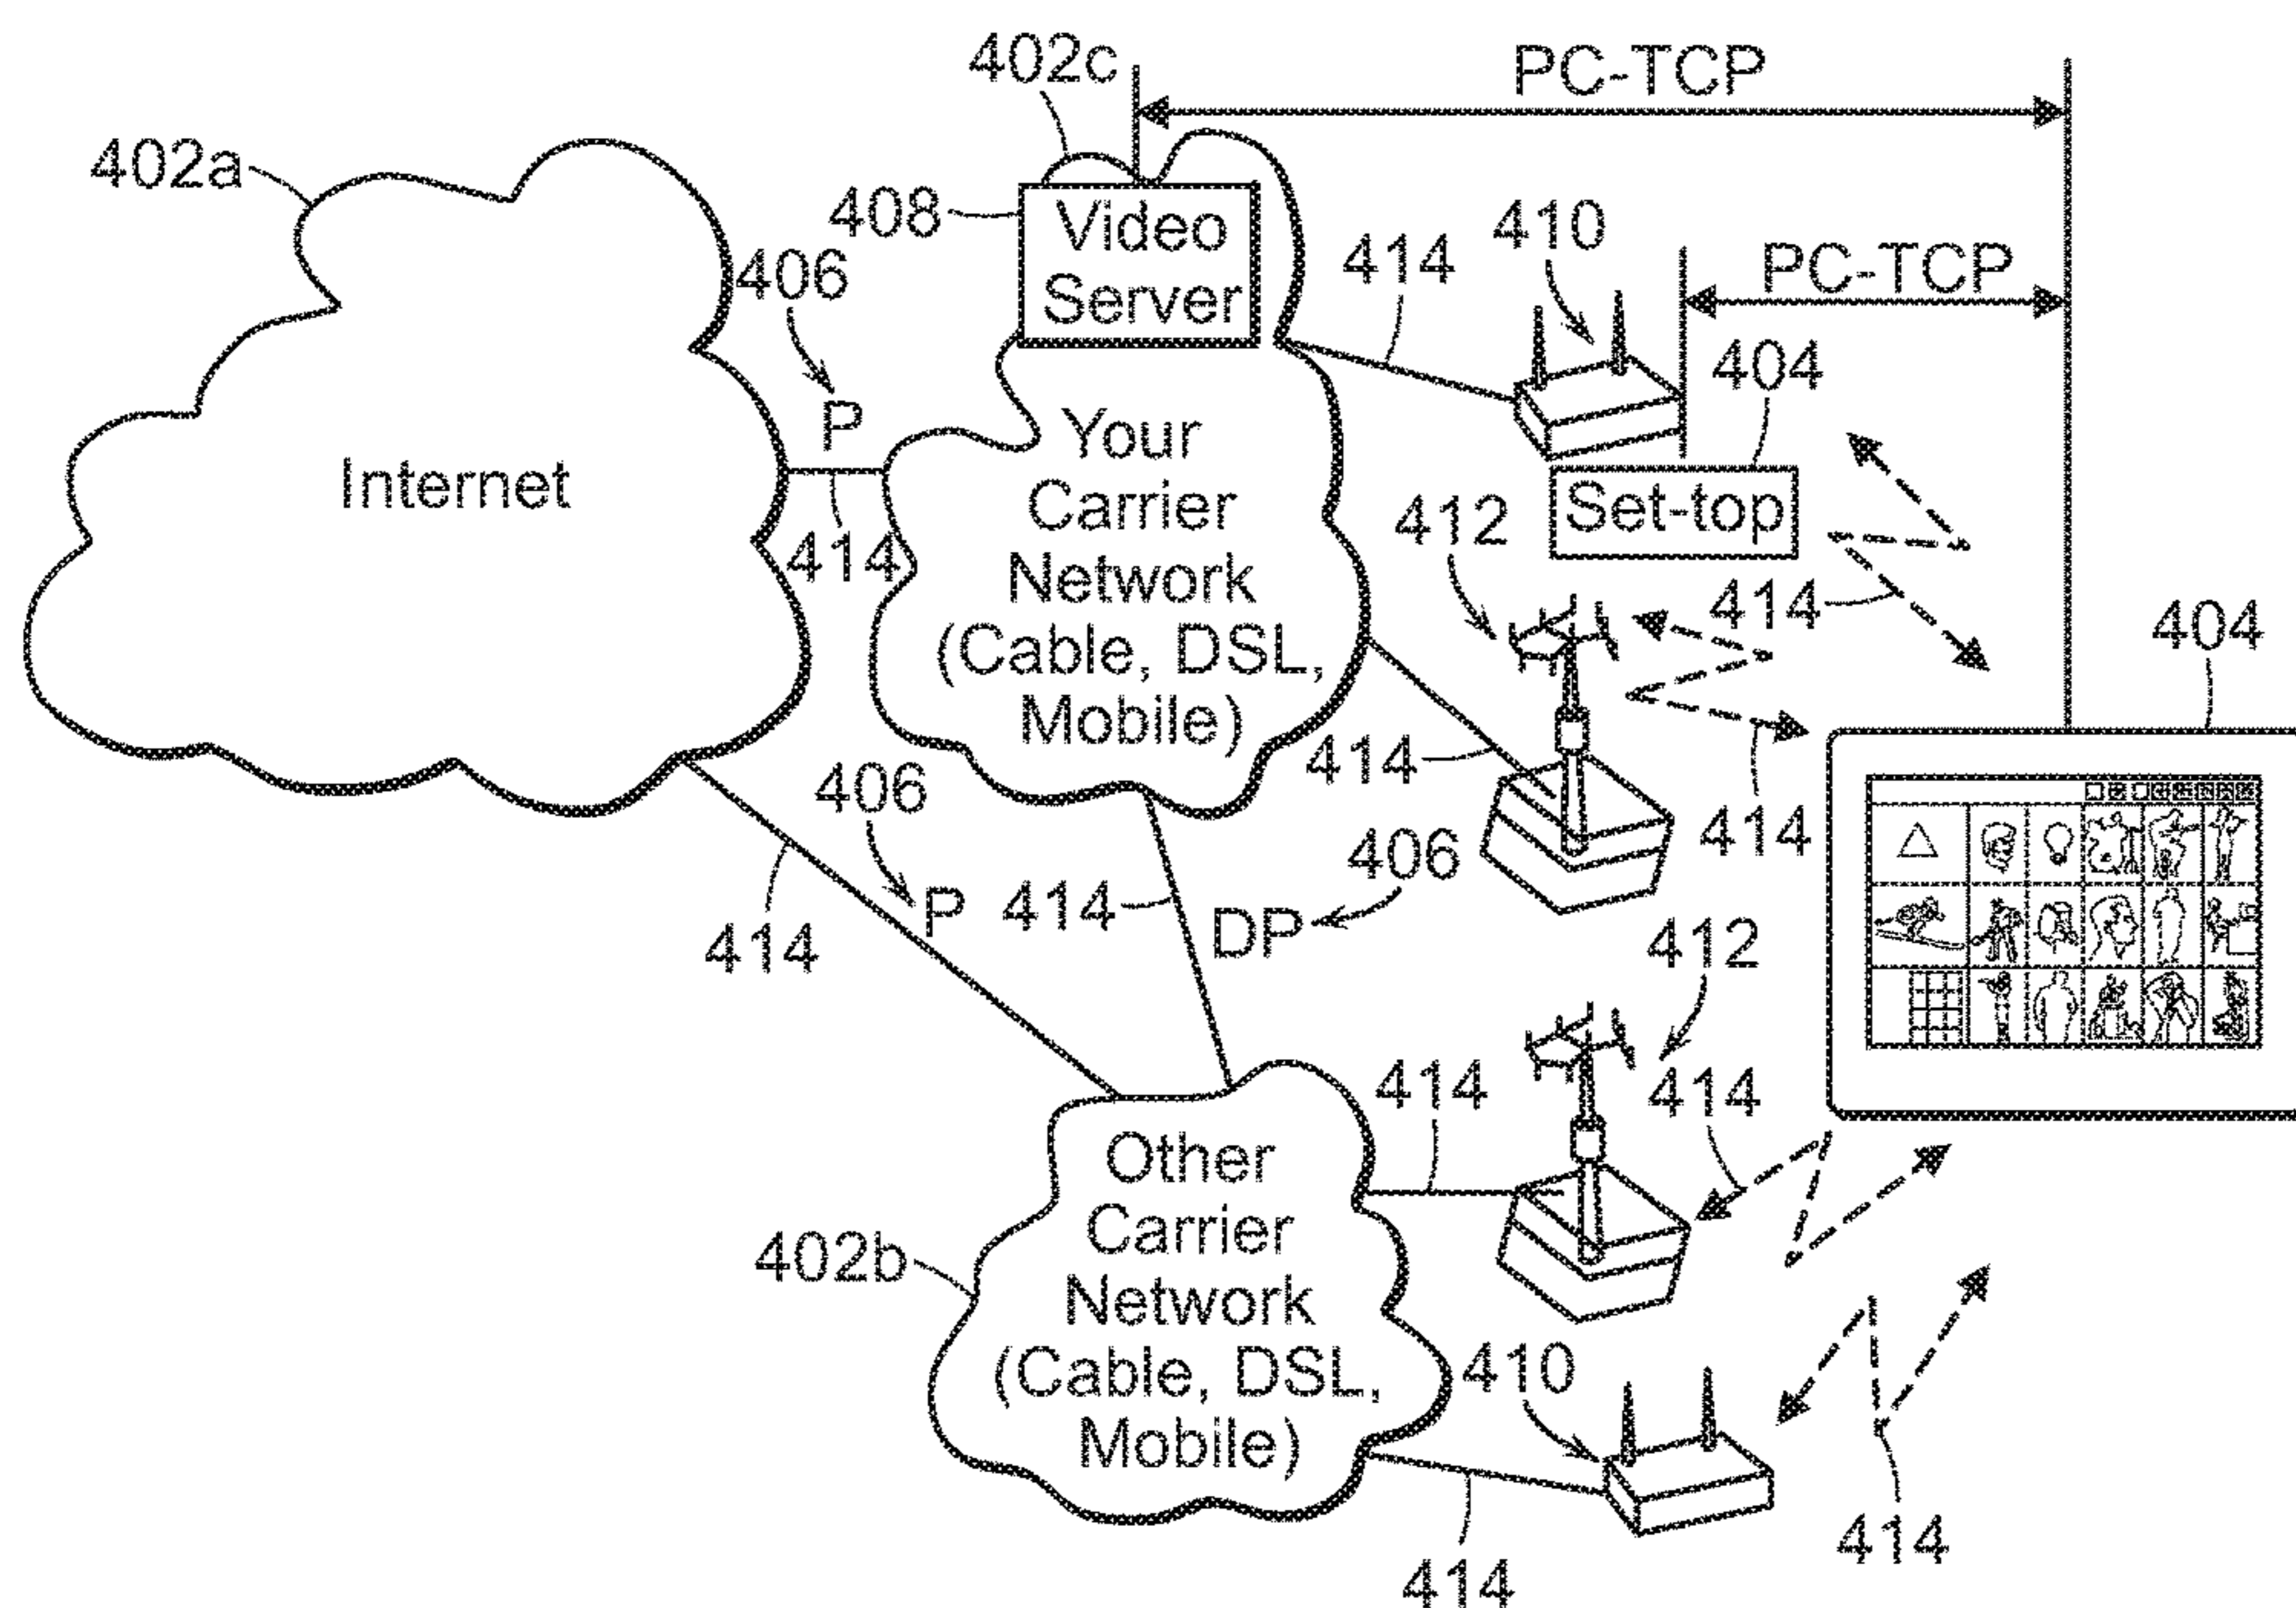 402c
PC-TCP
402a
408
Video
Server
406
P
414
410
PC-TCP
404
Internet
414
Your
Carrier
Network
(Cable, DSL,
Mobile)
412
Set-top
414
404
414
414
406
P
414
414
DP
406
412
414
414
Other
Carrier
Network
(Cable, DSL,
Mobile)
402b
410
414
414